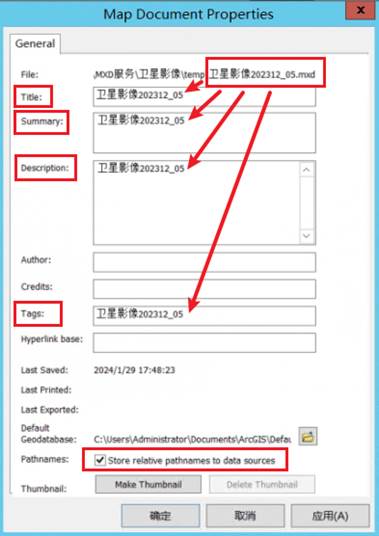 Map Document Properties
General
File: .MXD服务\卫星影像\temp 卫星影像202312_05.mxd
Title: 卫星影像202312_05
Summary: 卫星影像202312_05
Description: 卫星影像202312_05
Author:
Credits:
Tags: 卫星影像202312_05
Hyperlink base:
Last Saved: 2024/1/29 17:48:23
Last Printed:
Last Exported:
Default
Geodatabase: C:\Users\Administrator\Documents\ArcGIS\Defau
Pathnames: Store relative pathnames to data sources
Thumbnail: Make Thumbnail Delete Thumbnail
确定 取消 应用(A)